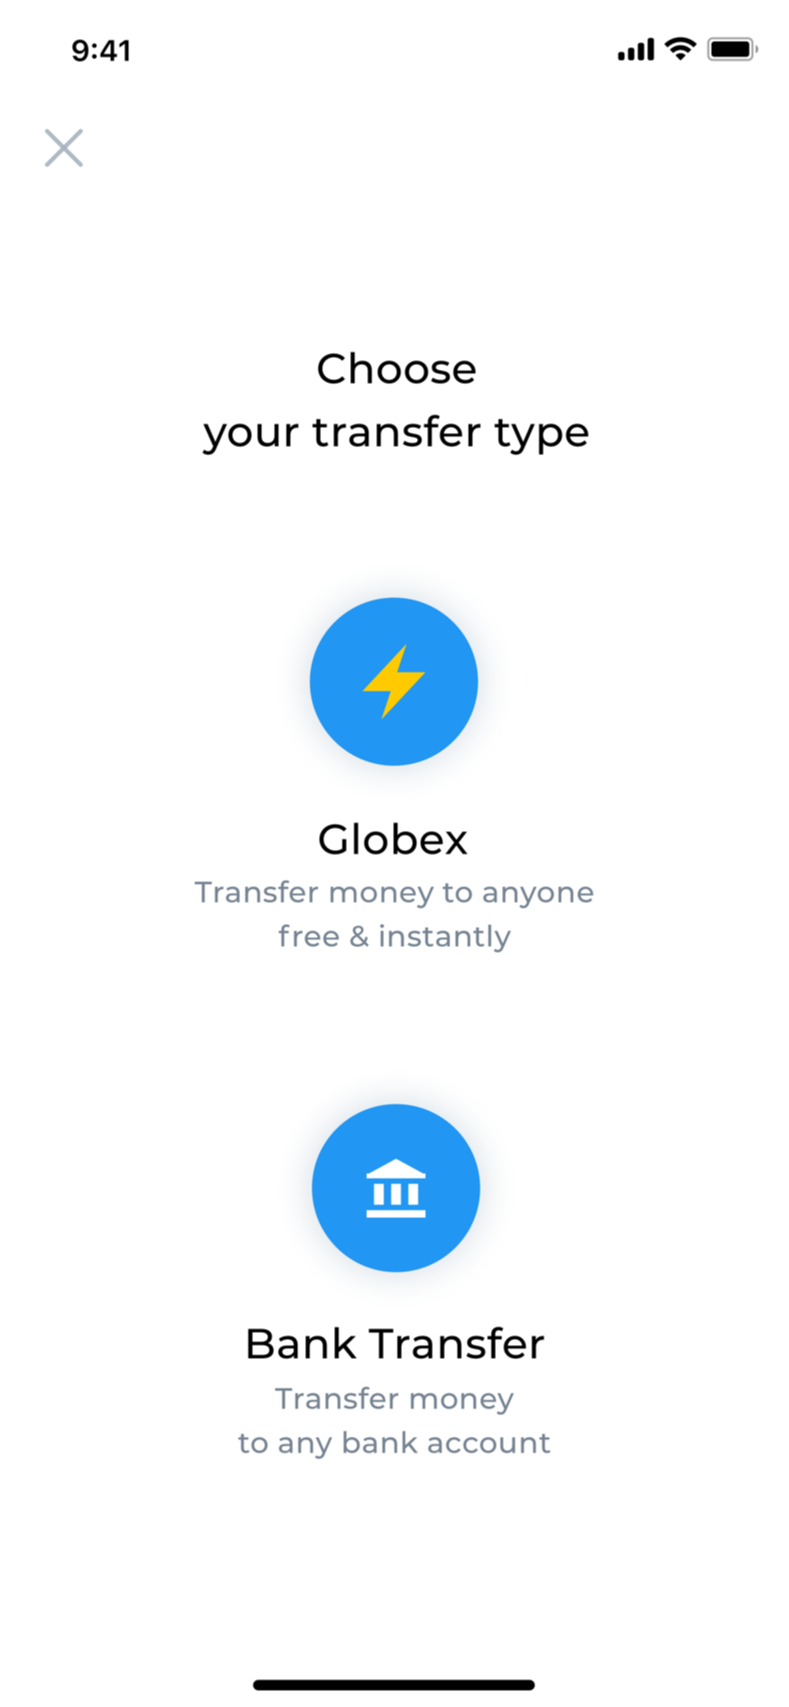 9:41
Choose
your transfer type
Globex
Transfer money to anyone
free & instantly
Bank Transfer
Transfer money
to any bank account